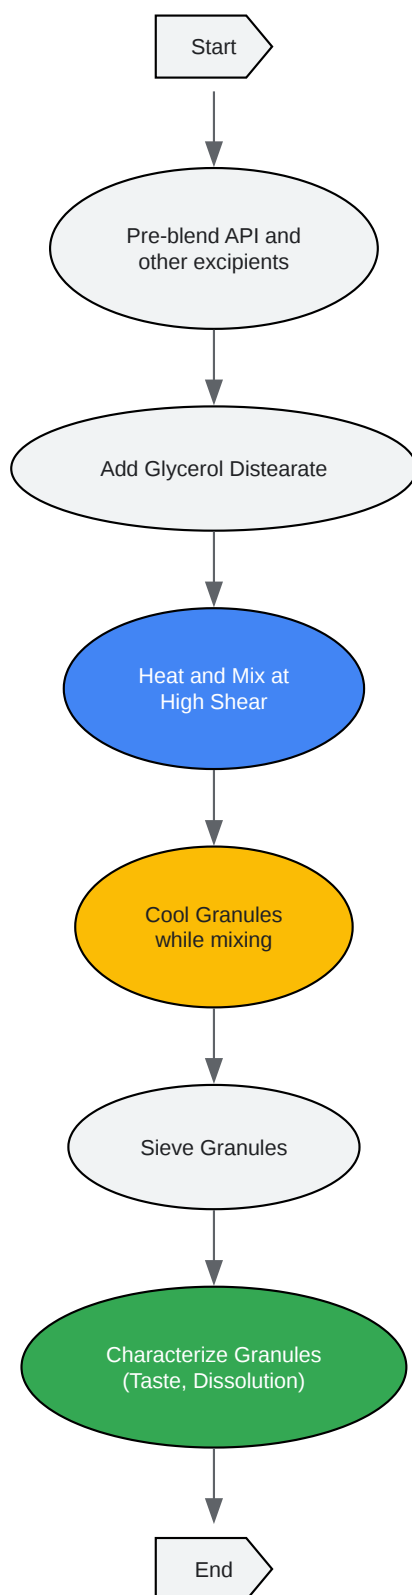 Start
Pre-blend API and
other excipients
Add Glycerol Distearate
Heat and Mix at
High Shear
Cool Granules
while mixing
Sieve Granules
Characterize Granules
(Taste, Dissolution)
End